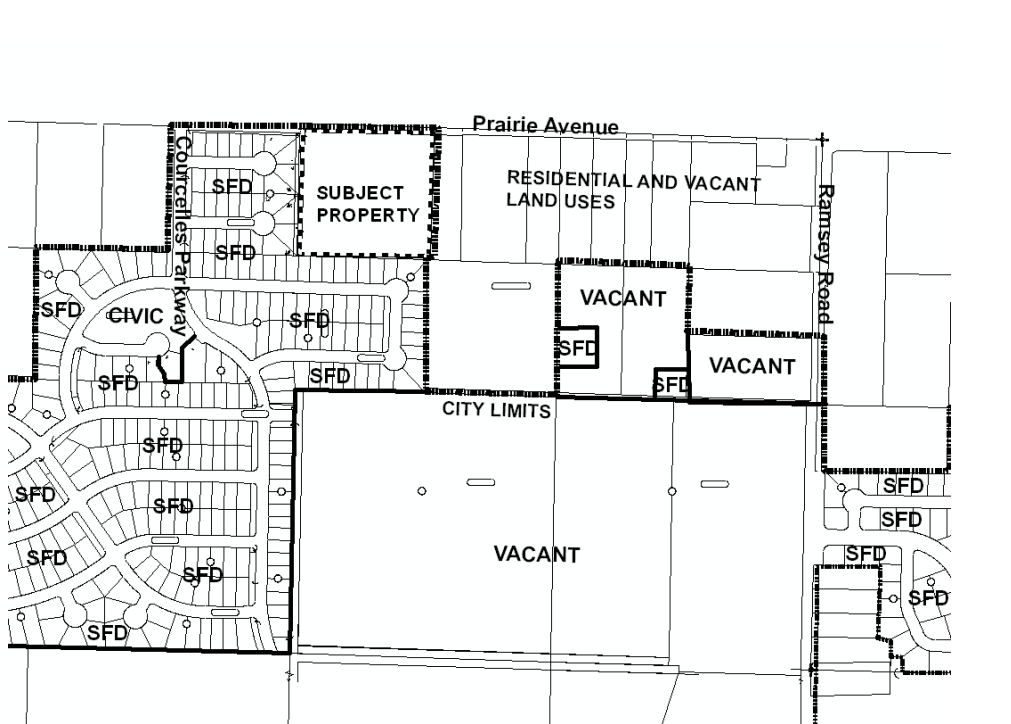 Prairie Avenue
Courcelles Parkway
SFD
SUBJECT
PROPERTY
RESIDENTIAL AND VACANT
LAND USES
Ramsey Road
SFD
SFD
CIVIC
SFD
VACANT
SFD
VACANT
SFD
SFD
SFD
CITY LIMITS
SFD
SFD
SFD
SFD
SFD
VACANT
SFD
SFD
SFD
SFD
SFD
SFD